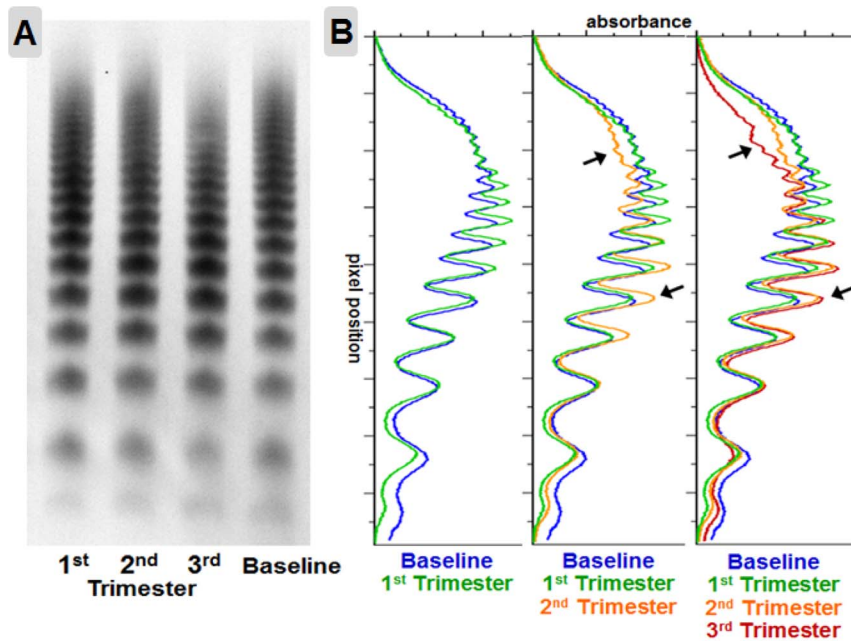 A
B
absorbance
pixel position
1st 2nd 3rd Baseline
Trimester
Baseline
1st Trimester
Baseline
1st Trimester
2nd Trimester
Baseline
1st Trimester
2nd Trimester
3rd Trimester